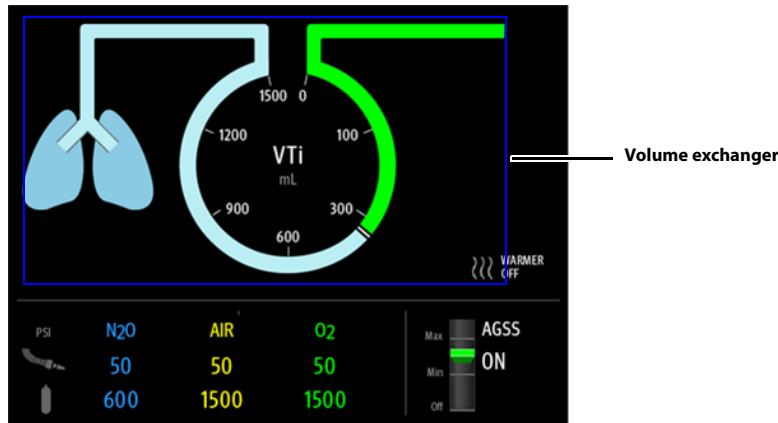 1500 0
1200 100
VTi
mL
900 300
600
Volume exchanger
WARMER
OFF
PSI N2O AIR O2
50 50 50
600 1500 1500
Max AGSS
ON
Min
Off